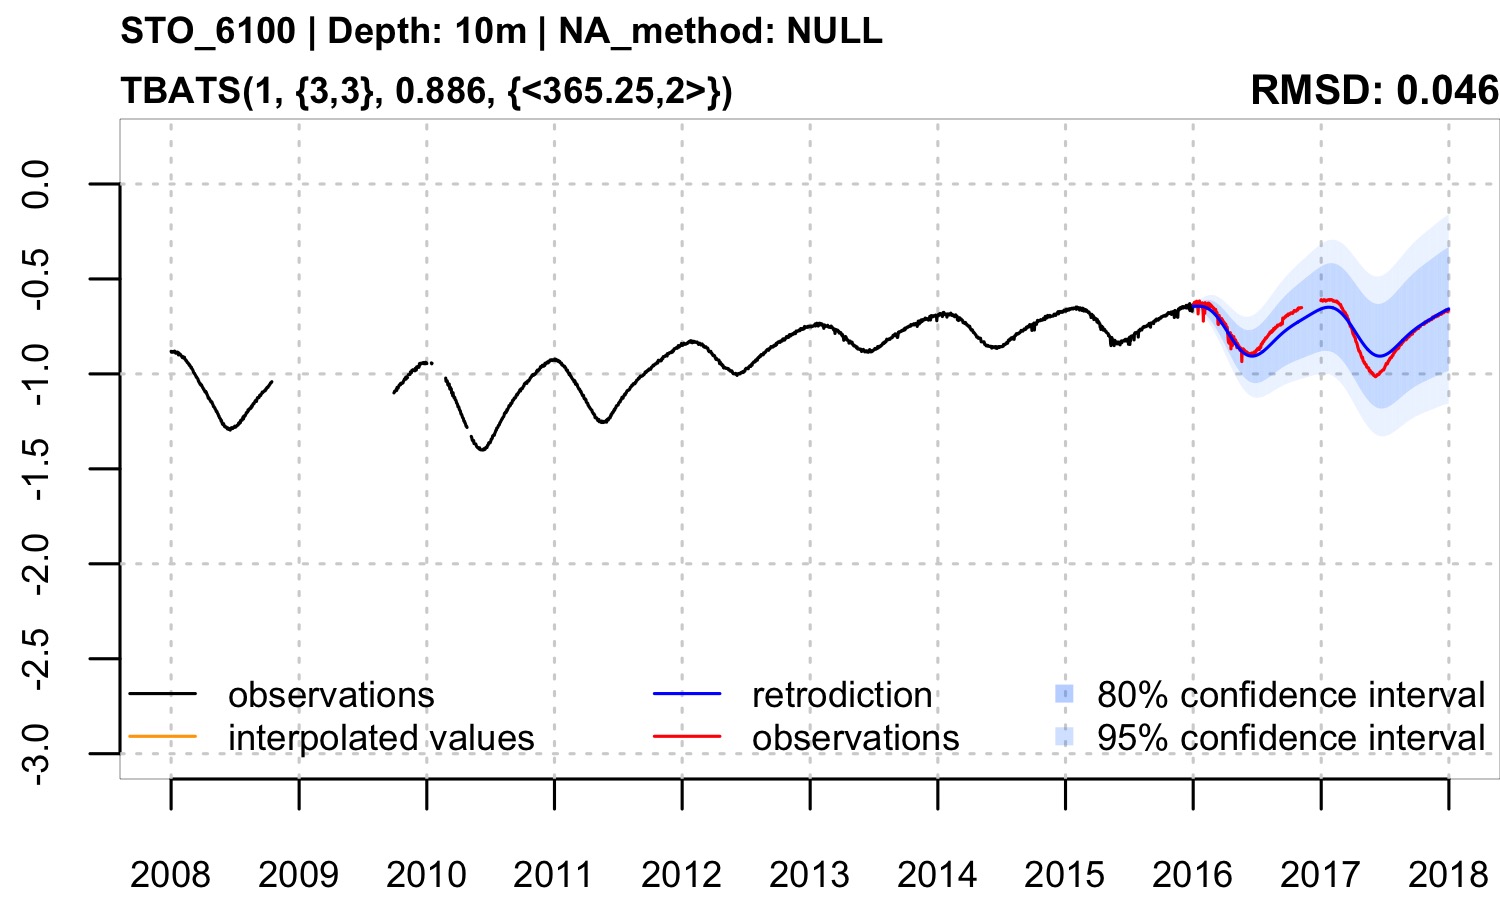 STO_6100 | Depth: 10m | NA_method: NULL
TBATS(1, {3,3}, 0.886, {<365.25,2>})
RMSD: 0.046
0.0
-0.5
-1.0
-1.5
-2.0
-2.5
-3.0
observations
interpolated values
retrodiction
observations
80% confidence interval
95% confidence interval
2008 2009 2010 2011 2012 2013 2014 2015 2016 2017 2018